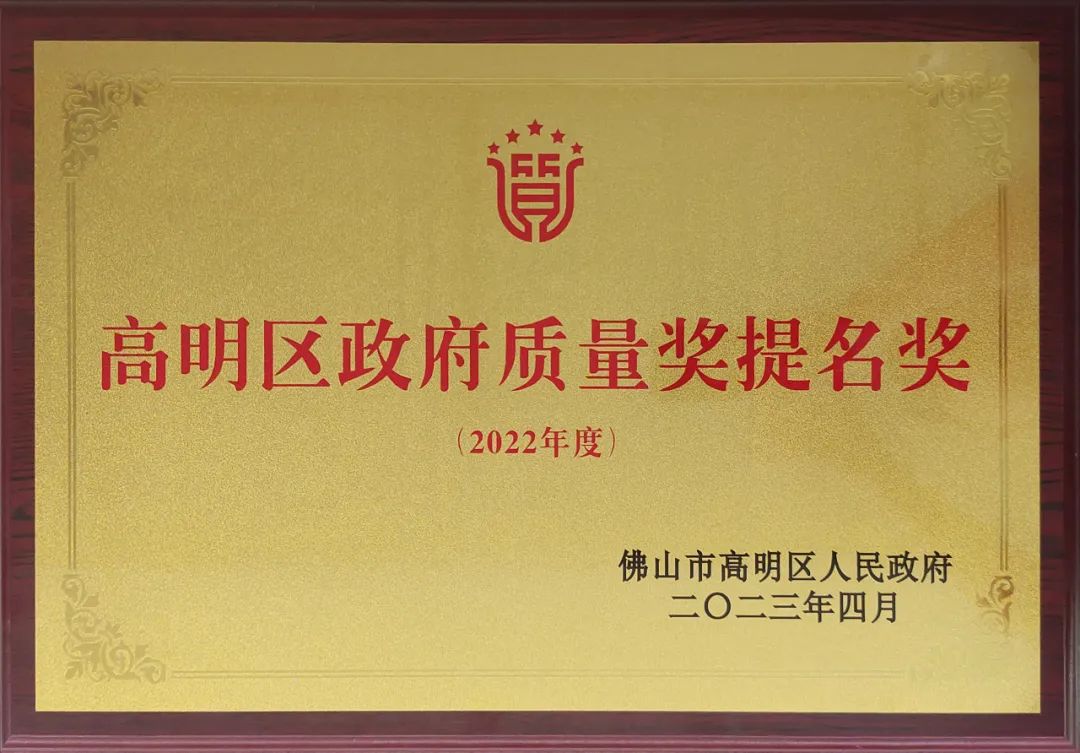 質
高明区政府质量奖提名奖
（2022年度）
佛山市高明区人民政府
二〇二三年四月